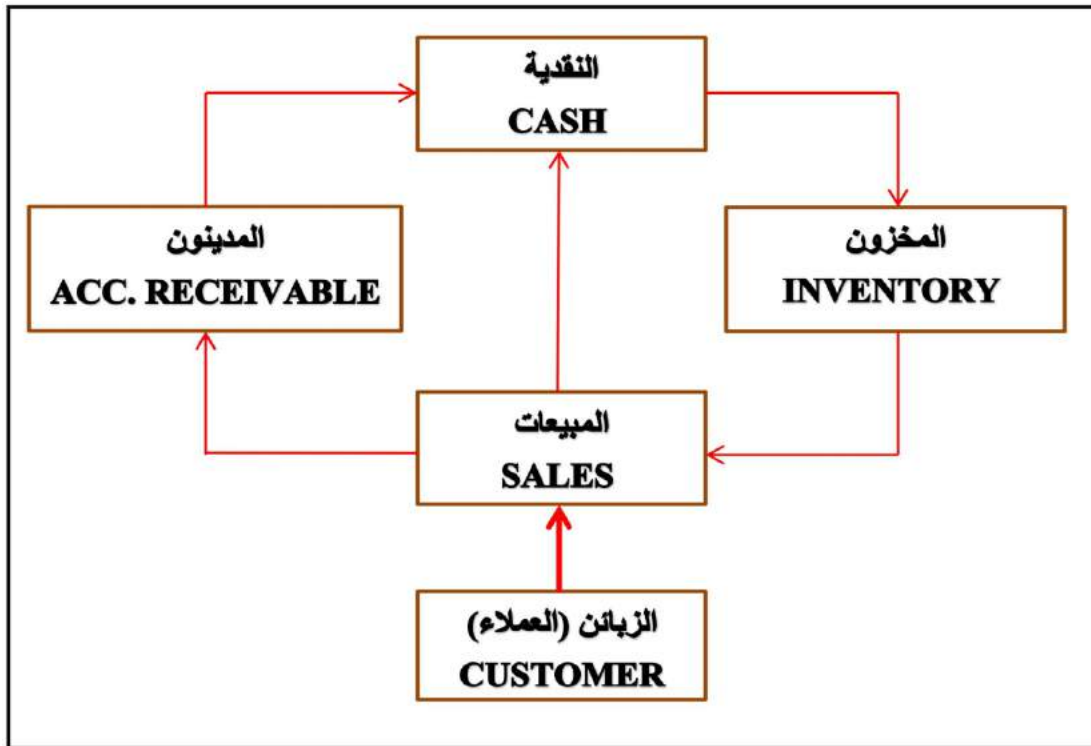 النقدية
CASH
المدينون
ACC. RECEIVABLE
المخزون
INVENTORY
المبيعات
SALES
الزبائن (العملاء)
CUSTOMER